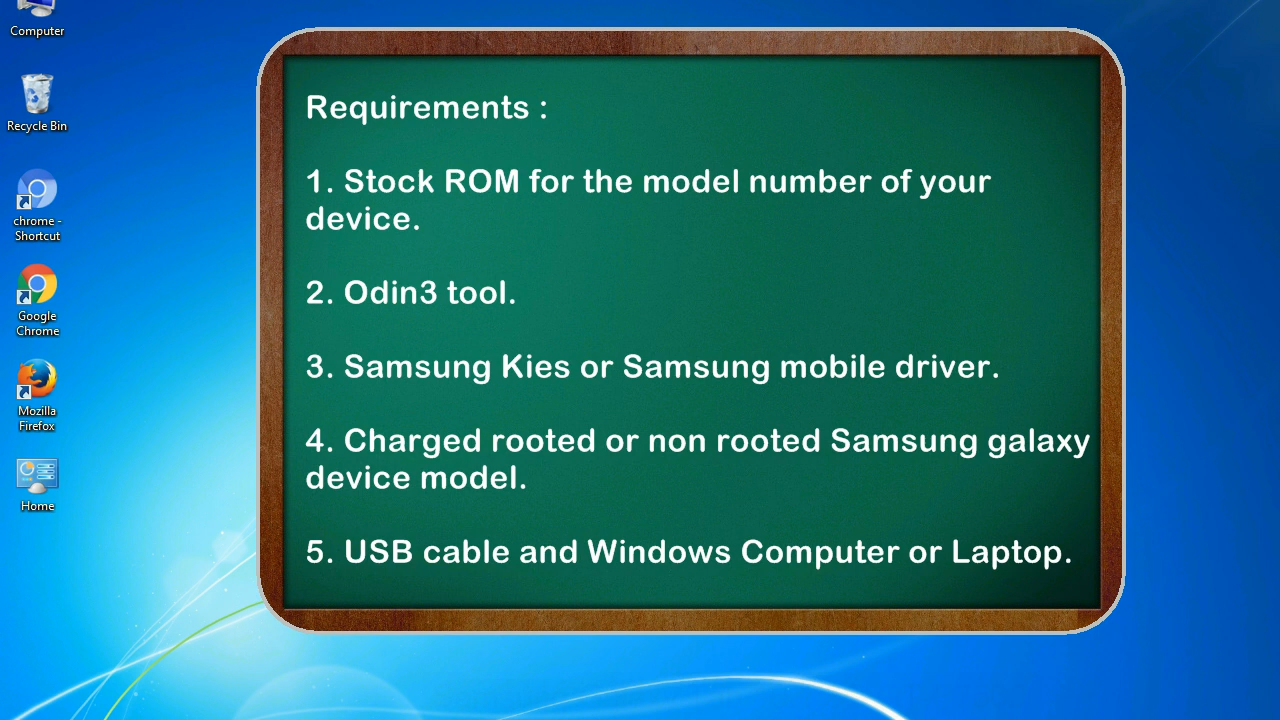 Computer
Recycle Bin
chrome -
Shortcut
Google
Chrome
Mozilla
Firefox
Home
Requirements :
1. Stock ROM for the model number of your
device.
2. Odin3 tool.
3. Samsung Kies or Samsung mobile driver.
4. Charged rooted or non rooted Samsung galaxy
device model.
5. USB cable and Windows Computer or Laptop.